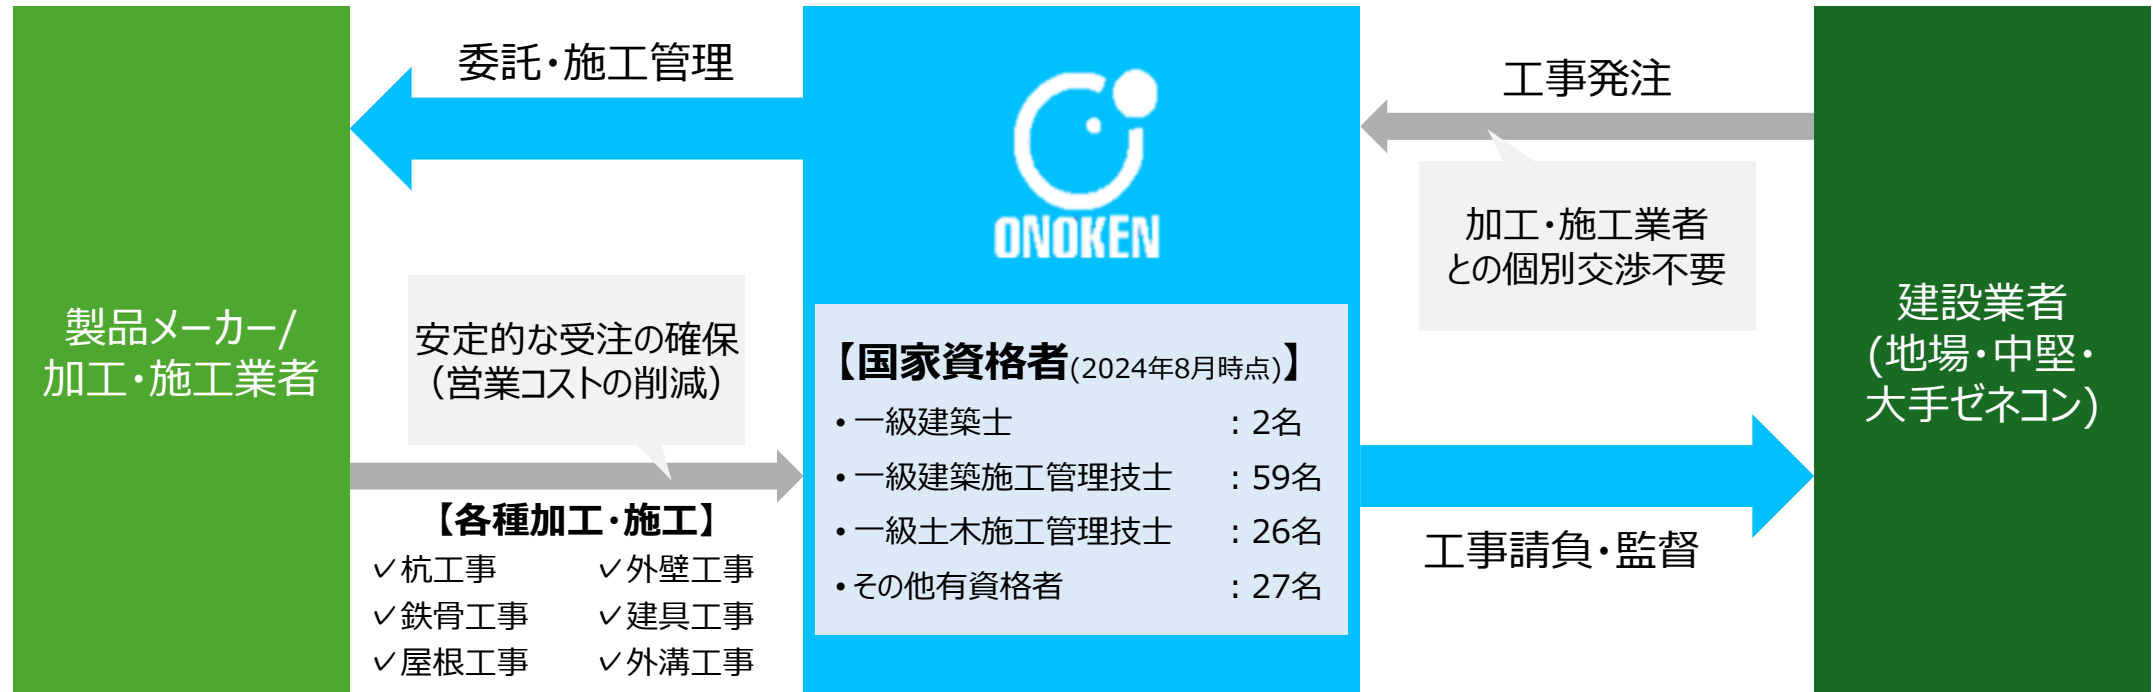 製品メーカー/
加工・施工業者
委託・施工管理
安定的な受注の確保
（営業コストの削減）
【各種加工・施工】
✓杭工事 ✓外壁工事
✓鉄骨工事 ✓建具工事
✓屋根工事 ✓外溝工事
ONOKEN
【国家資格者(2024年8月時点)】
・一級建築士 ：2名
・一級建築施工管理技士 ：59名
・一級土木施工管理技士 ：26名
・その他有資格者 ：27名
工事発注
加工・施工業者
との個別交渉不要
工事請負・監督
建設業者
(地場・中堅・
大手ゼネコン)